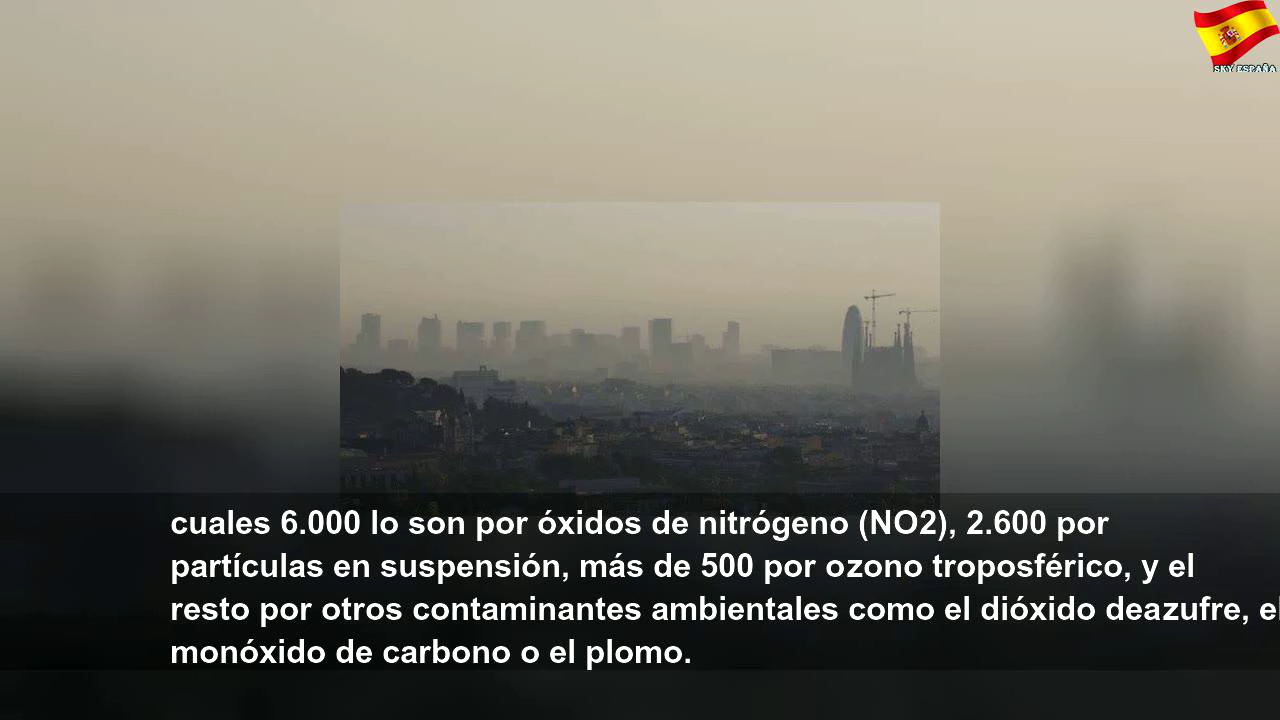 SKY ESPAÑA
cuales 6.000 lo son por óxidos de nitrógeno (NO2), 2.600 por
partículas en suspensión, más de 500 por ozono troposférico, y el
resto por otros contaminantes ambientales como el dióxido deazufre, el
monóxido de carbono o el plomo.